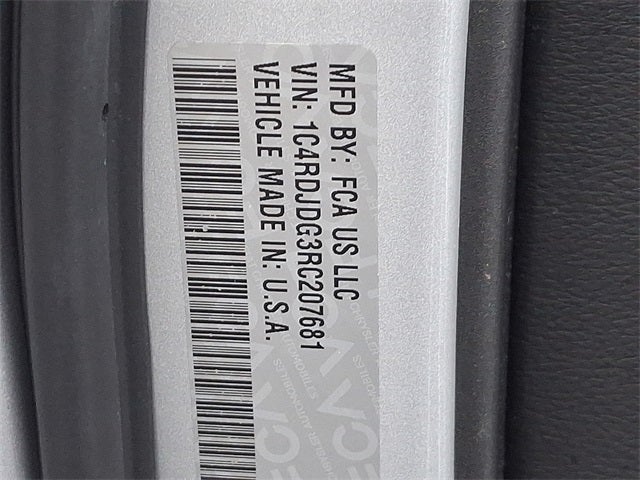 MFD BY: FCA US LLC
VIN: 1C4RDJDG3RC207681
VEHICLE MADE IN: U.S.A.